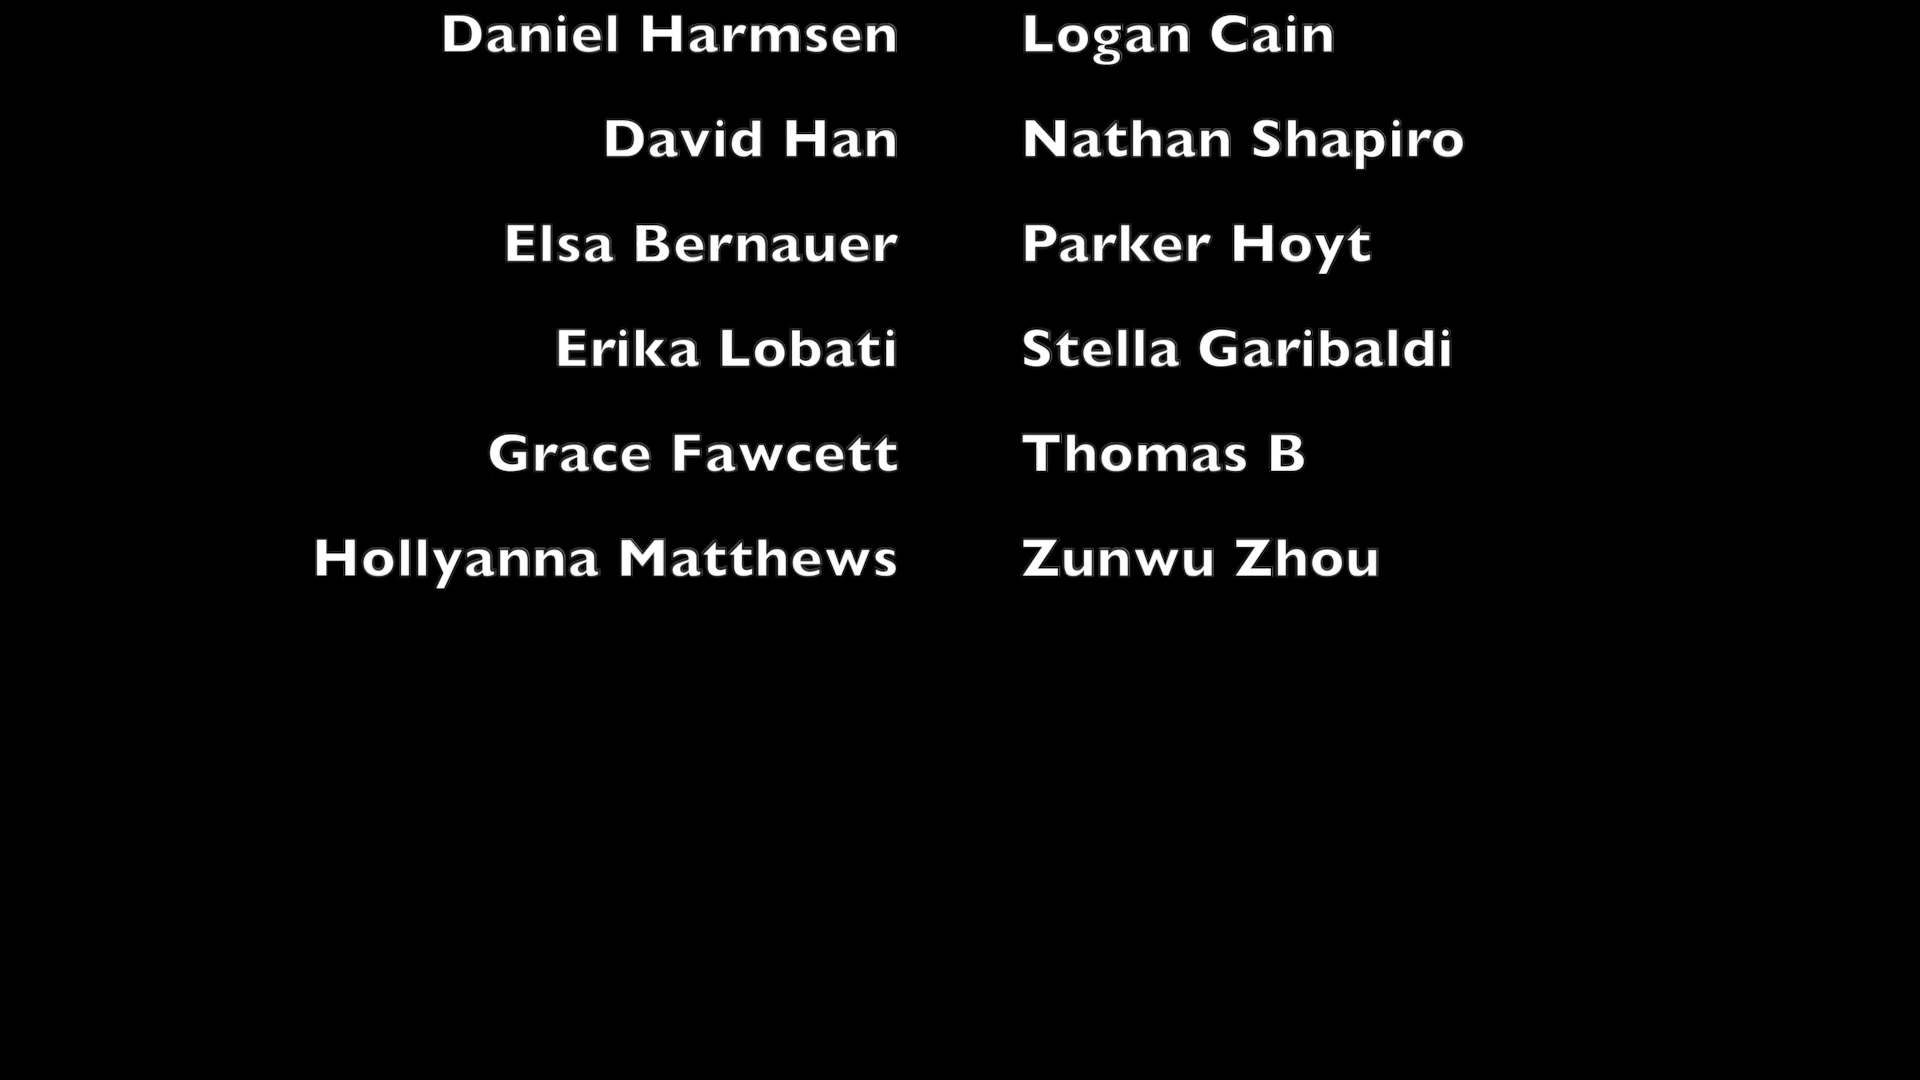 Daniel Harmsen Logan Cain
David Han Nathan Shapiro
Elsa Bernauer Parker Hoyt
Erika Lobati Stella Garibaldi
Grace Fawcett Thomas B
Hollyanna Matthews Zunwu Zhou